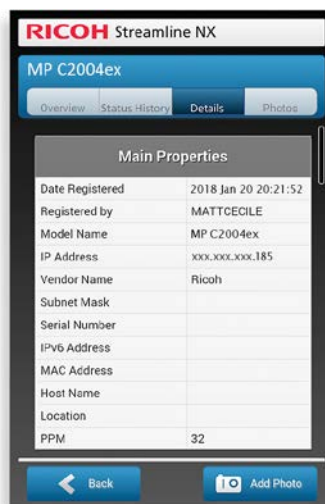 RICOH Streamline NX
MP C2004ex
Overview Status History Details Photos
Main Properties
Date Registered 2018 Jan 20 20:21:52
Registered by MATTCECILE
Model Name MP C2004ex
IP Address xxx.xxx.xxx.185
Vendor Name Ricoh
Subnet Mask
Serial Number
IPv6 Address
MAC Address
Host Name
Location
PPM 32
Back Add Photo